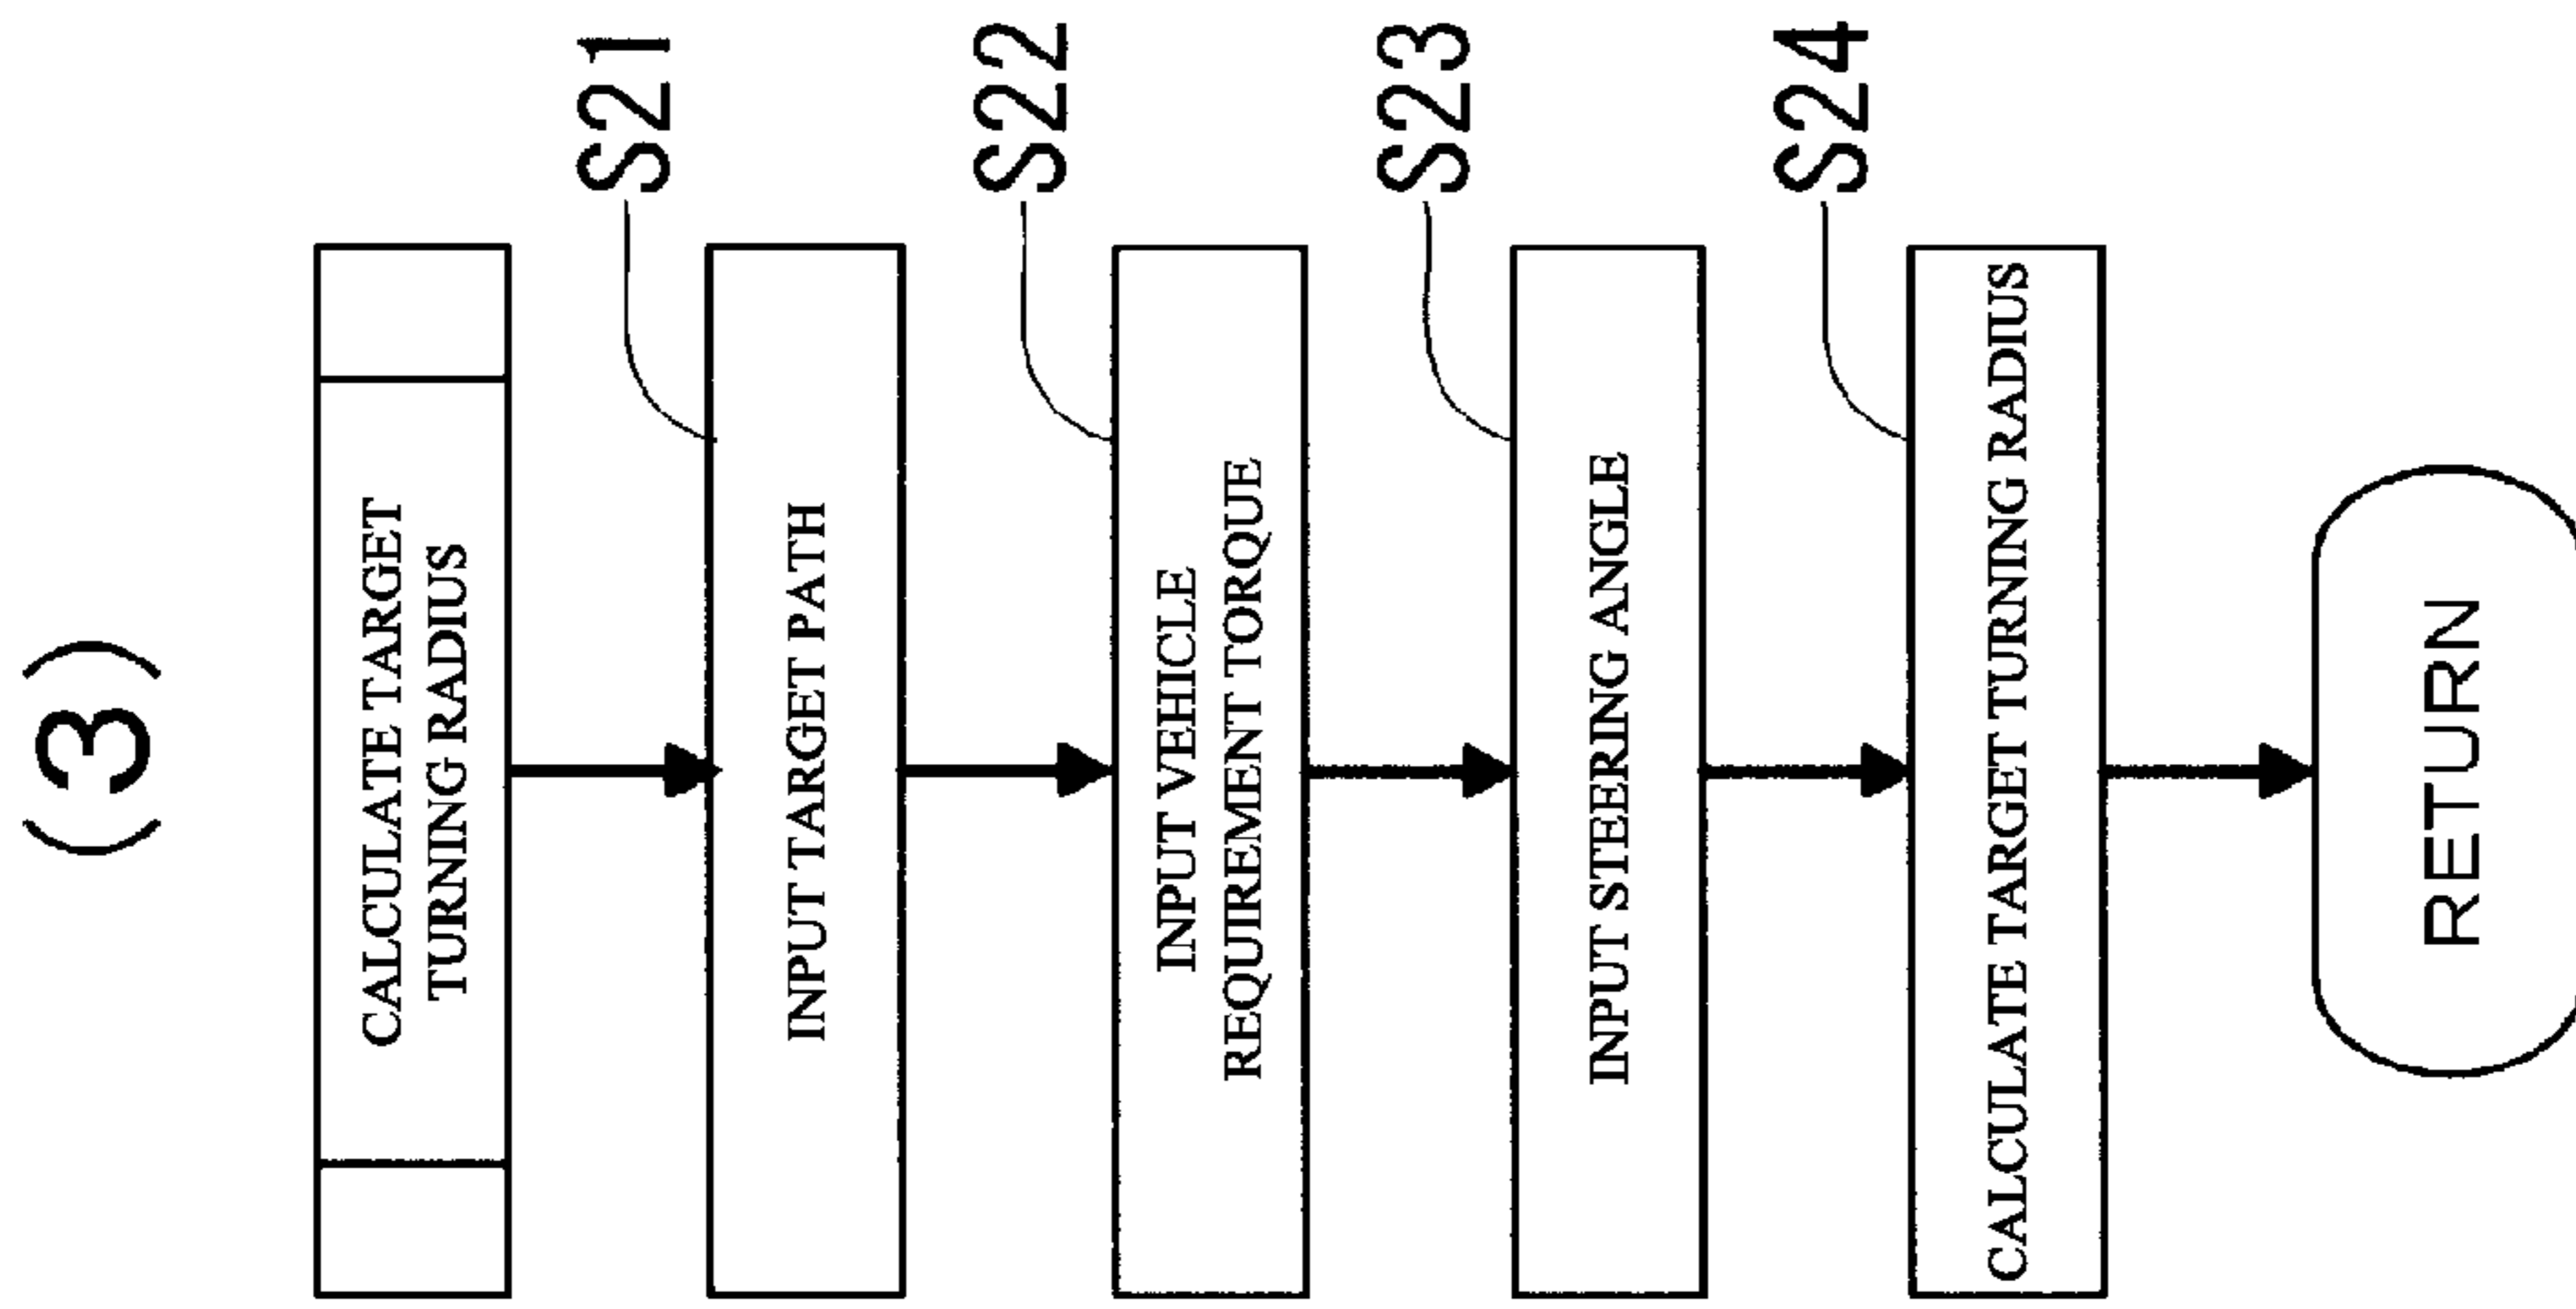 (3)
CALCULATE TARGET
TURNING RADIUS
S21
INPUT TARGET PATH
S22
INPUT VEHICLE
REQUIREMENT TORQUE
S23
INPUT STEERING ANGLE
S24
CALCULATE TARGET TURNING RADIUS
RETURN